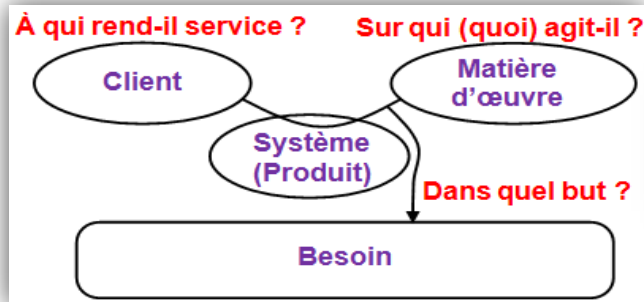 À qui rend-il service ?
Sur qui (quoi) agit-il ?
Client
Matière
d'œuvre
Système
(Produit)
Dans quel but ?
Besoin